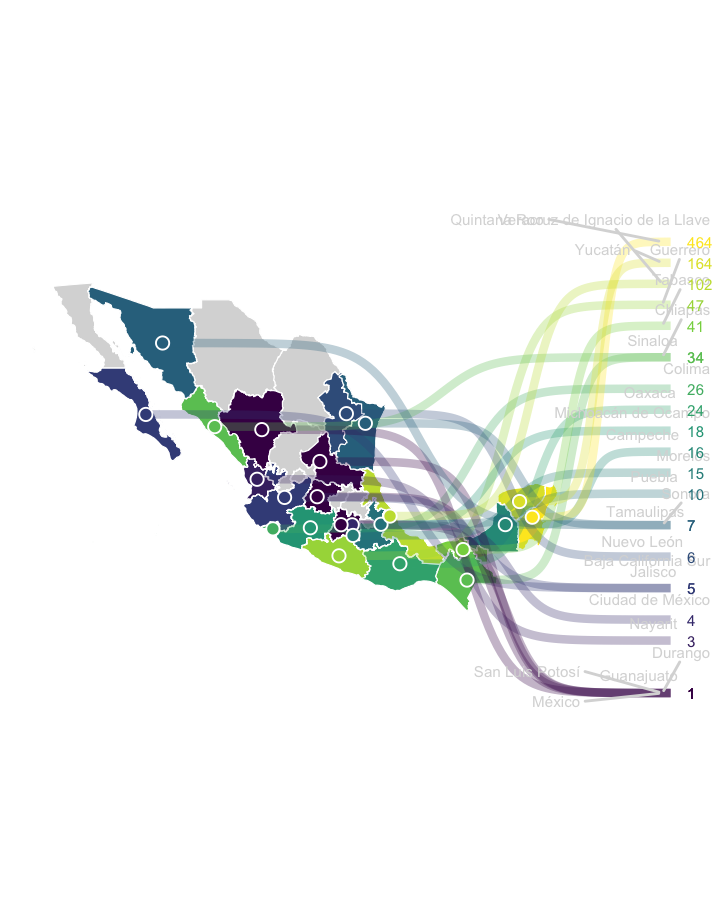 Quintana Roo
Veracruz de Ignacio de la Llave
464
Yucatán
Guerrero
164
Tabasco
102
47
Chiapas
41
Sinaloa
34
Colima
26
Oaxaca
24
Michoacán de Ocampo
18
Campeche
16
Morelos
15
Puebla
10
Sonora
Tamaulipas
7
Nuevo León
6
Baja California Sur
Jalisco
5
Ciudad de México
4
Nayarit
3
Durango
San Luis Potosí
Guanajuato
1
México